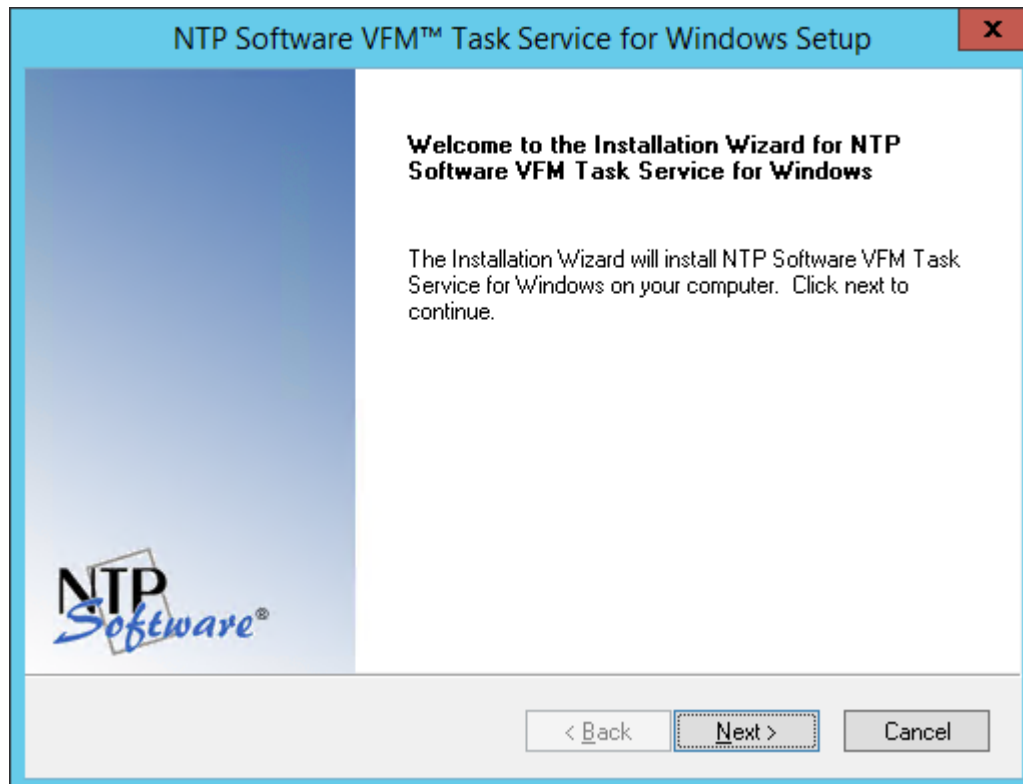 NTP Software VFM™ Task Service for Windows Setup
x
Welcome to the Installation Wizard for NTP
Software VFM Task Service for Windows
The Installation Wizard will install NTP Software VFM Task
Service for Windows on your computer.  Click next to
continue.
NTP
Software®
< Back
Next >
Cancel